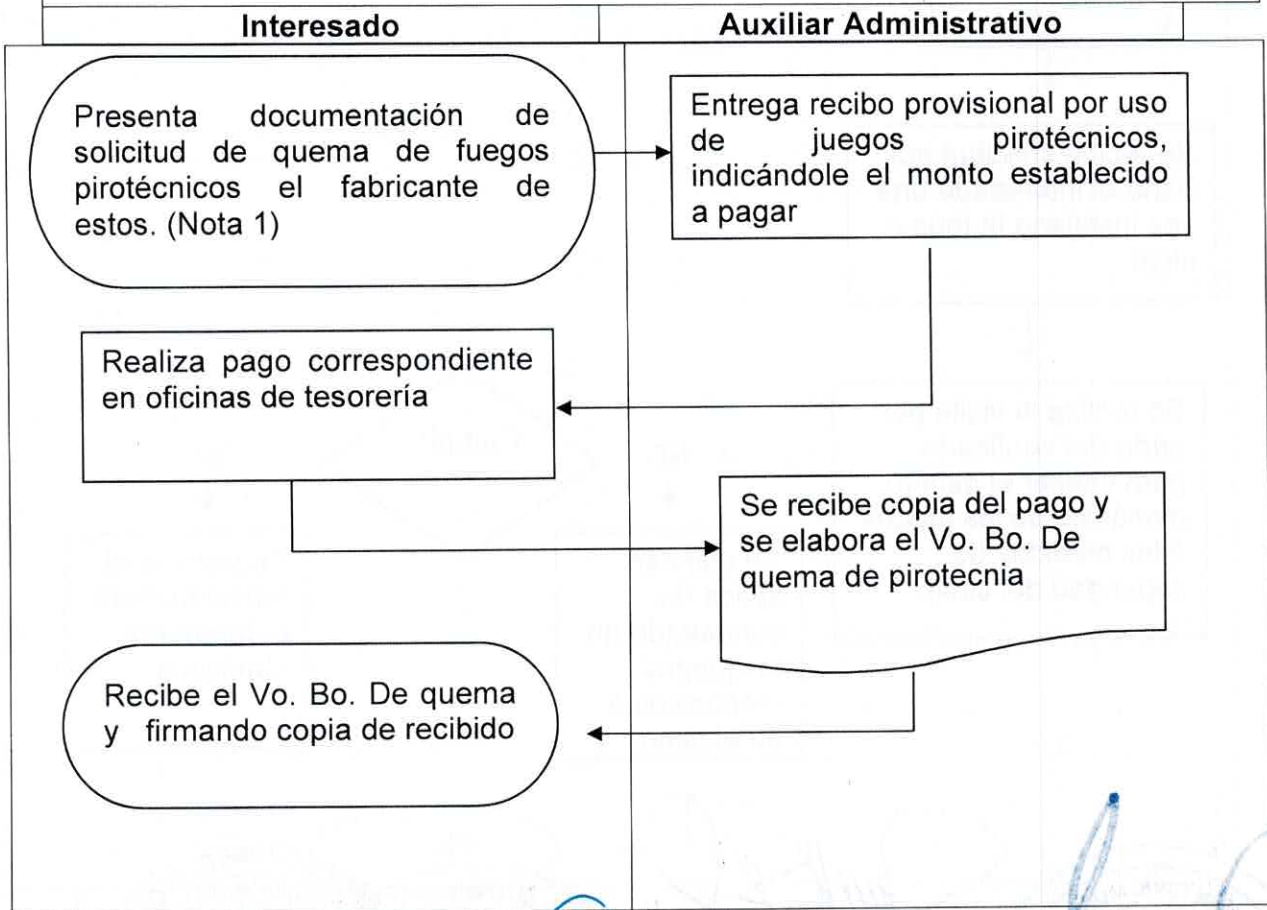 Interesado
Auxiliar Administrativo
Presenta documentación de
solicitud de quema de fuegos
pirotécnicos el fabricante de
estos. (Nota 1)
Entrega recibo provisional por uso
de juegos pirotécnicos,
indicándole el monto establecido
a pagar
Realiza pago correspondiente
en oficinas de tesorería
Se recibe copia del pago y
se elabora el Vo. Bo. De
quema de pirotecnia
Recibe el Vo. Bo. De quema
y firmando copia de recibido